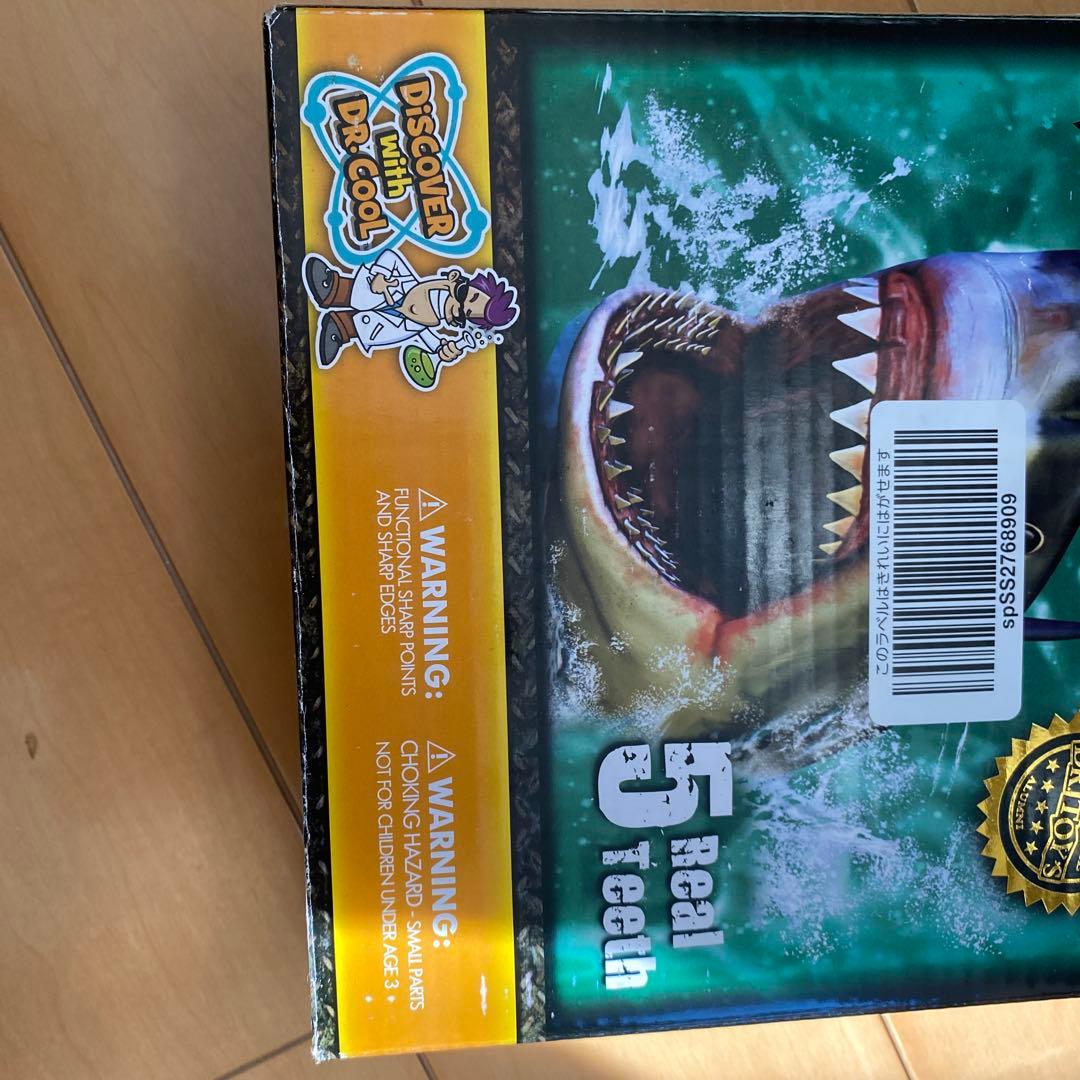 このラベルはきれいにはがせます
spSS2768909
5 Real
Teeth
DiSCOVER
with
DR. COOL
WARNING:
FUNCTIONAL SHARP POINTS
AND SHARP EDGES
WARNING:
CHOKING HAZARD - SMALL PARTS
NOT FOR CHILDREN UNDER AGE 3